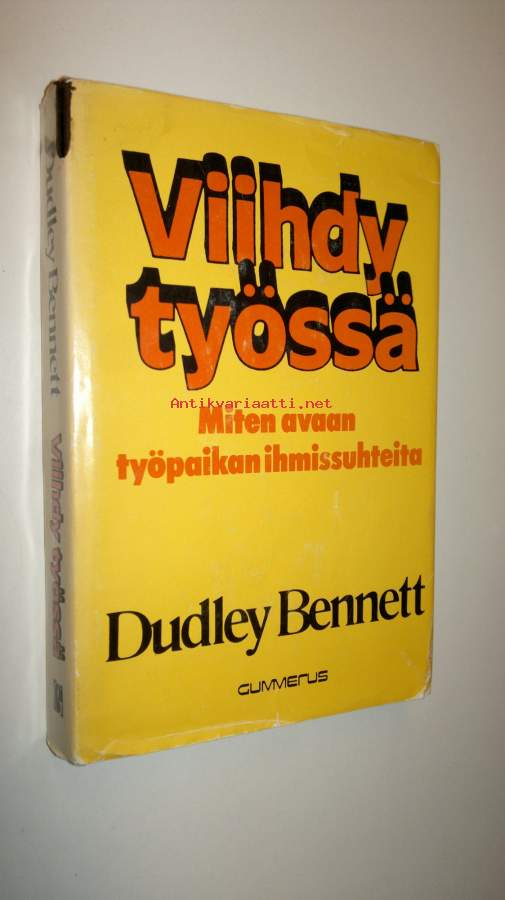 Viihdy
työssä
Antikvariaatti.net
Miten avaan
työpaikan ihmissuhteita
Dudley Bennett
GUMMERUS
Dudley Bennett Viihdy työssä